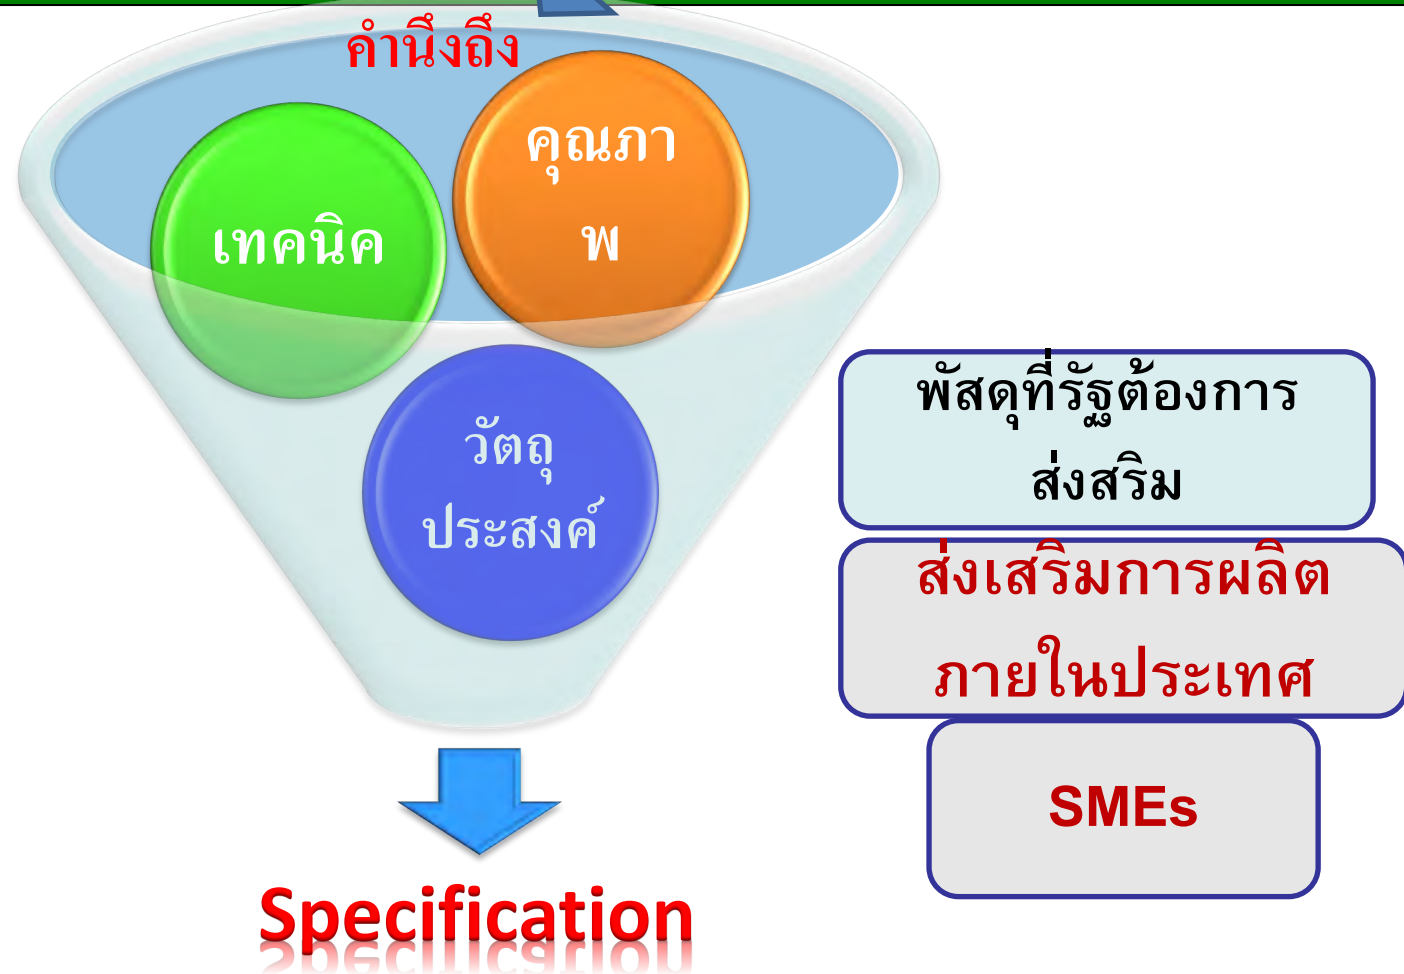 คำนึงถึง
คุณภา
พ
เทคนิค
วัตถุ
ประสงค์
พัสดุที่รัฐต้องการ
ส่งสริม
ส่งเสริมการผลิต
ภายในประเทศ
SMEs
Specification